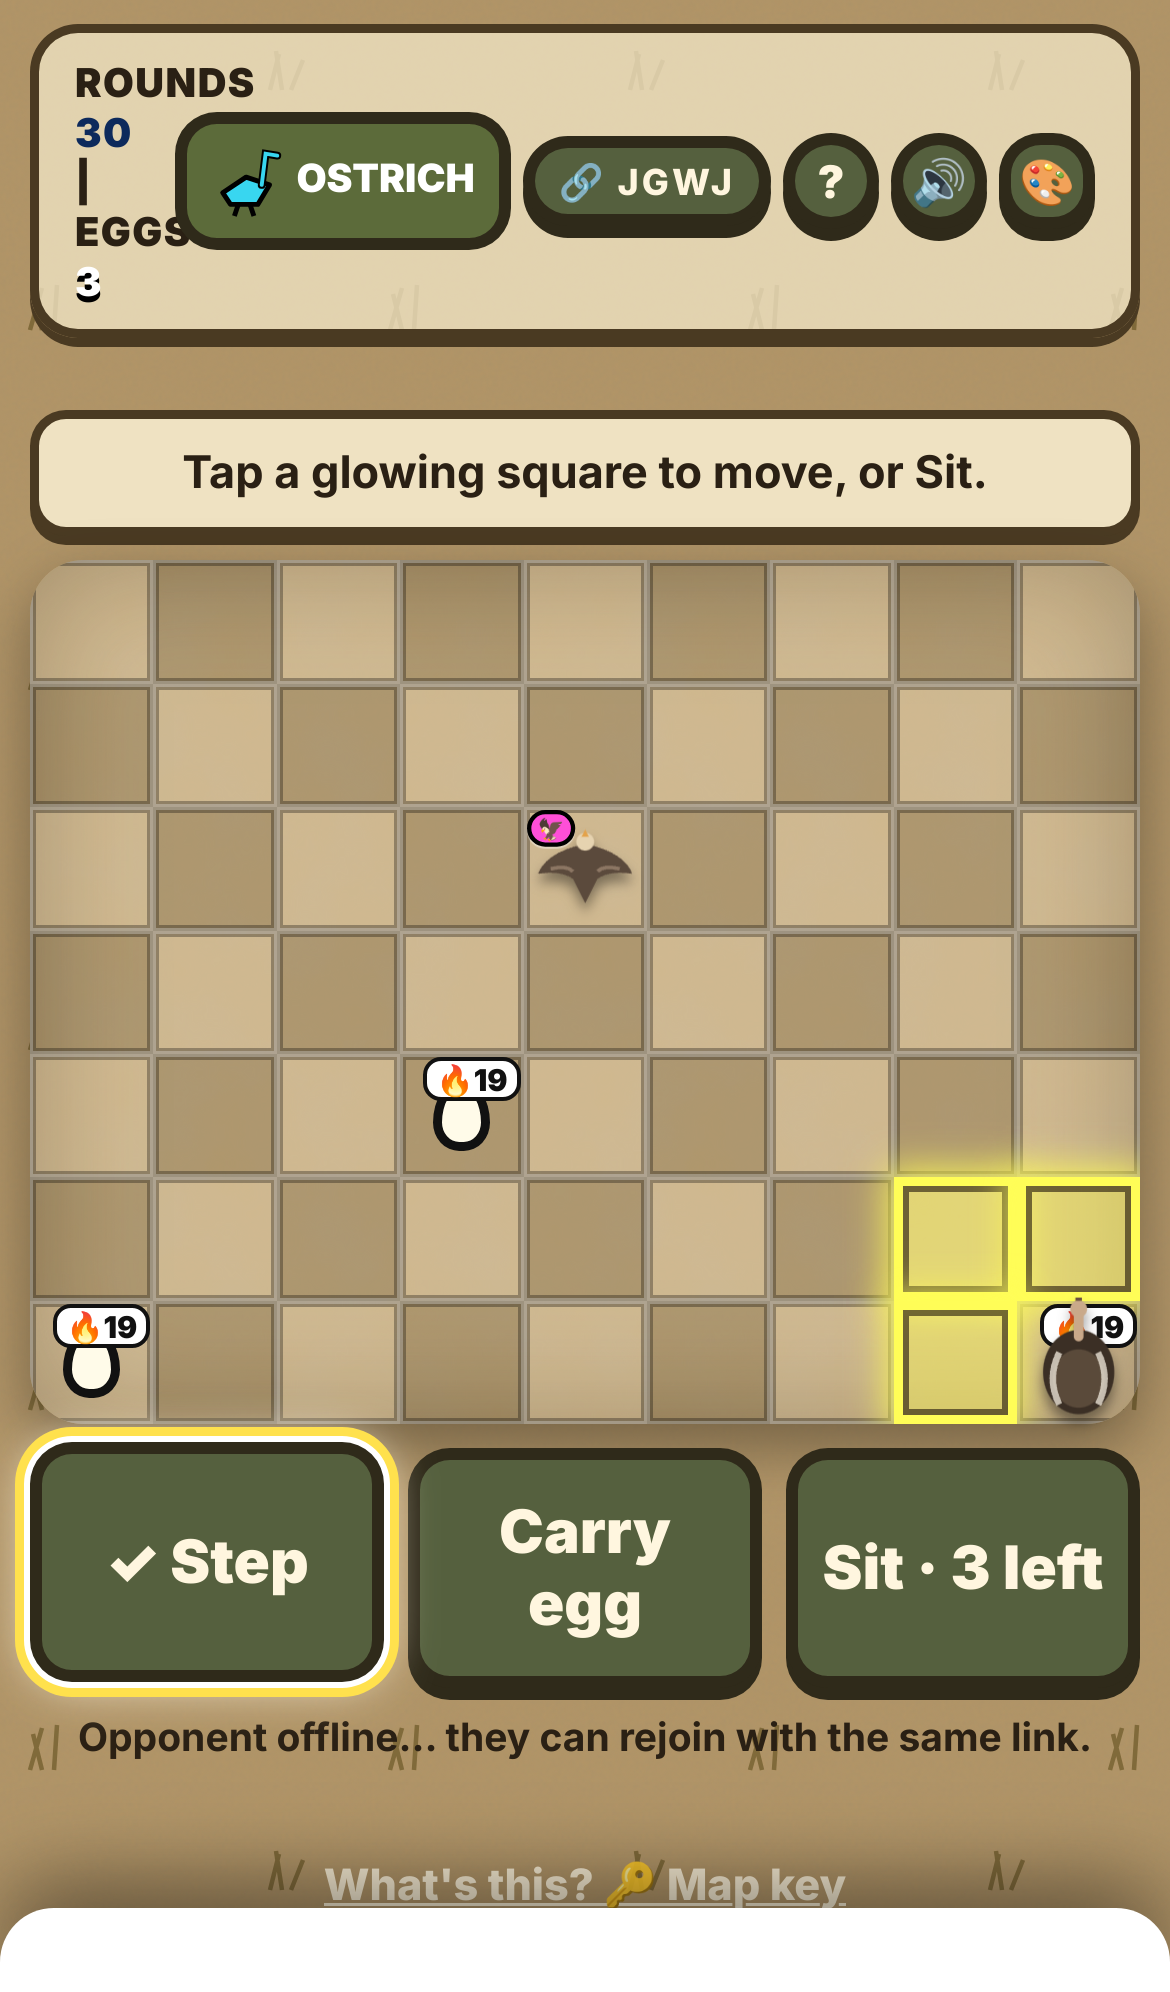 ROUNDS
30
|
EGGS
3
OSTRICH
JGWJ
?
Tap a glowing square to move, or Sit.
19
19
19
✓ Step
Carry
egg
Sit · 3 left
Opponent offline… they can rejoin with the same link.
What's this? 🔑 Map key